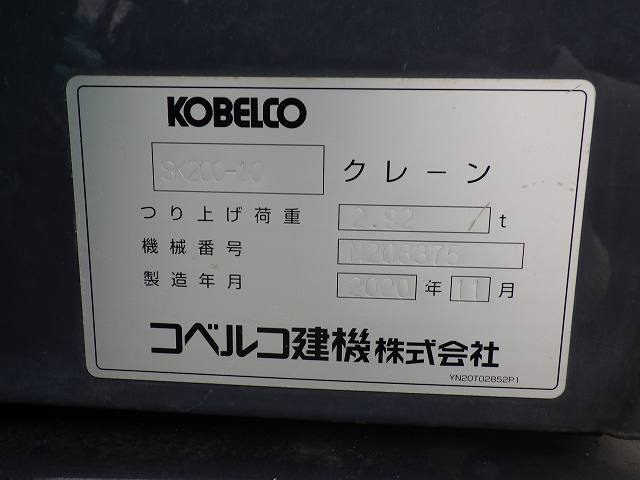 KOBELCO
SK200-10 クレーン
つり上げ荷重 2.92 t
機械番号 N208375
製造年月 2020 年 11 月
コベルコ建機株式会社
YN20T02852P1